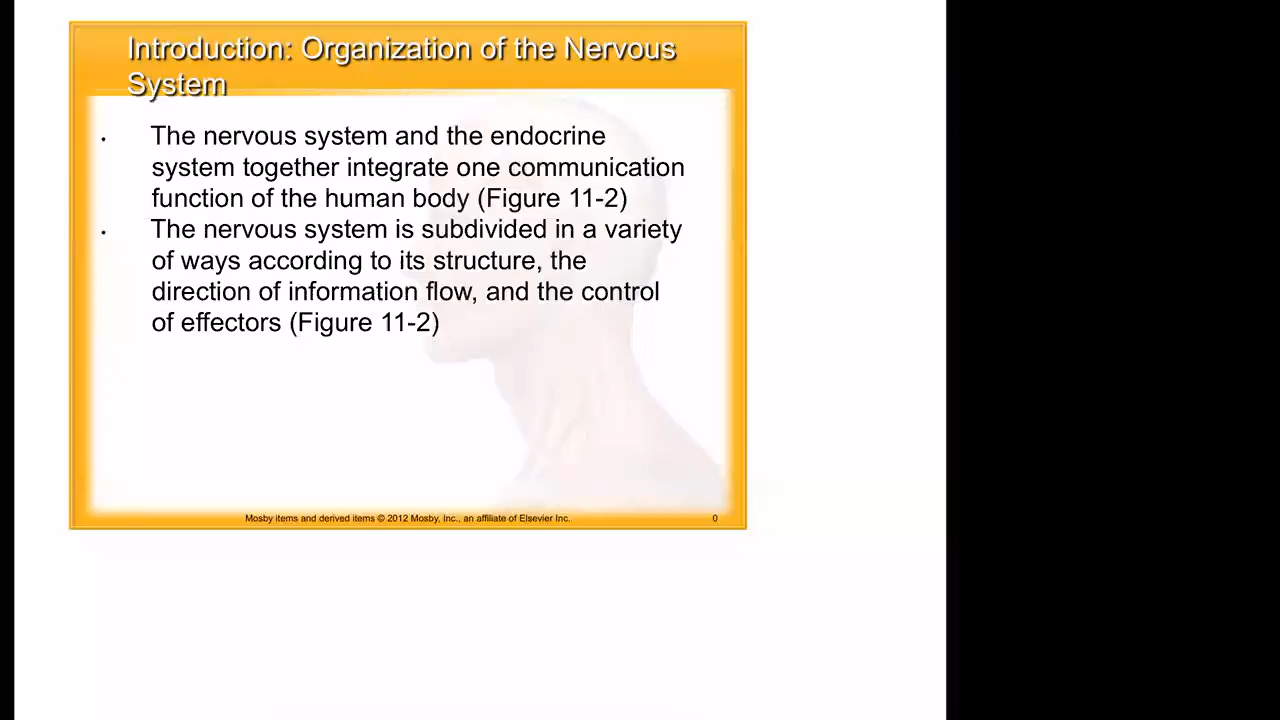 Introduction: Organization of the Nervous
System
• The nervous system and the endocrine
system together integrate one communication
function of the human body (Figure 11-2)
• The nervous system is subdivided in a variety
of ways according to its structure, the
direction of information flow, and the control
of effectors (Figure 11-2)
Mosby items and derived items © 2012 Mosby, Inc., an affiliate of Elsevier Inc. 0